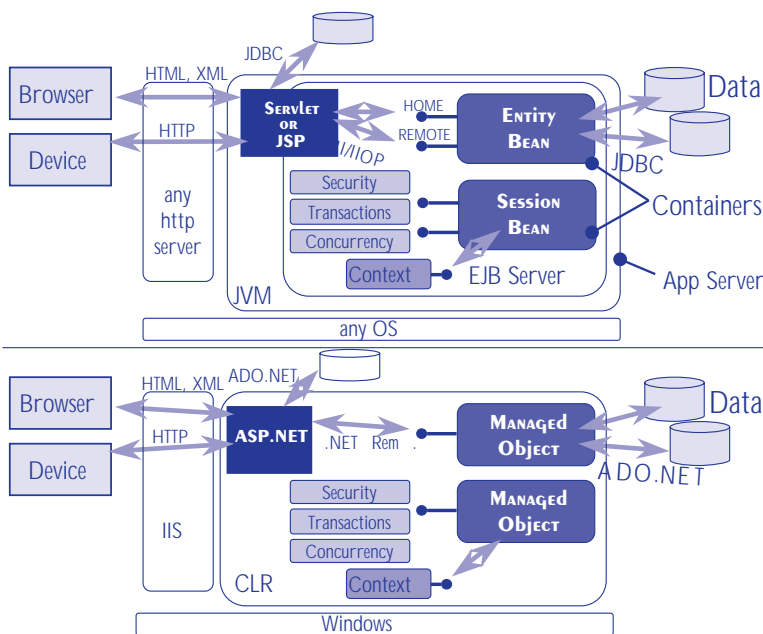 JDBC
HTML, XML
Browser
HTTP
Device
any
http
server
Servlet
or
JSP
HOME
REMOTE
II/IIOP
Entity
Bean
Data
JDBC
Security
Transactions
Concurrency
Session
Bean
Containers
Context
EJB Server
App Server
JVM
any OS
HTML, XML
ADO.NET
Browser
HTTP
Device
ASP.NET
.NET Rem .
Managed
Object
Data
ADO.NET
Security
Transactions
Concurrency
Managed
Object
IIS
Context
CLR
Windows